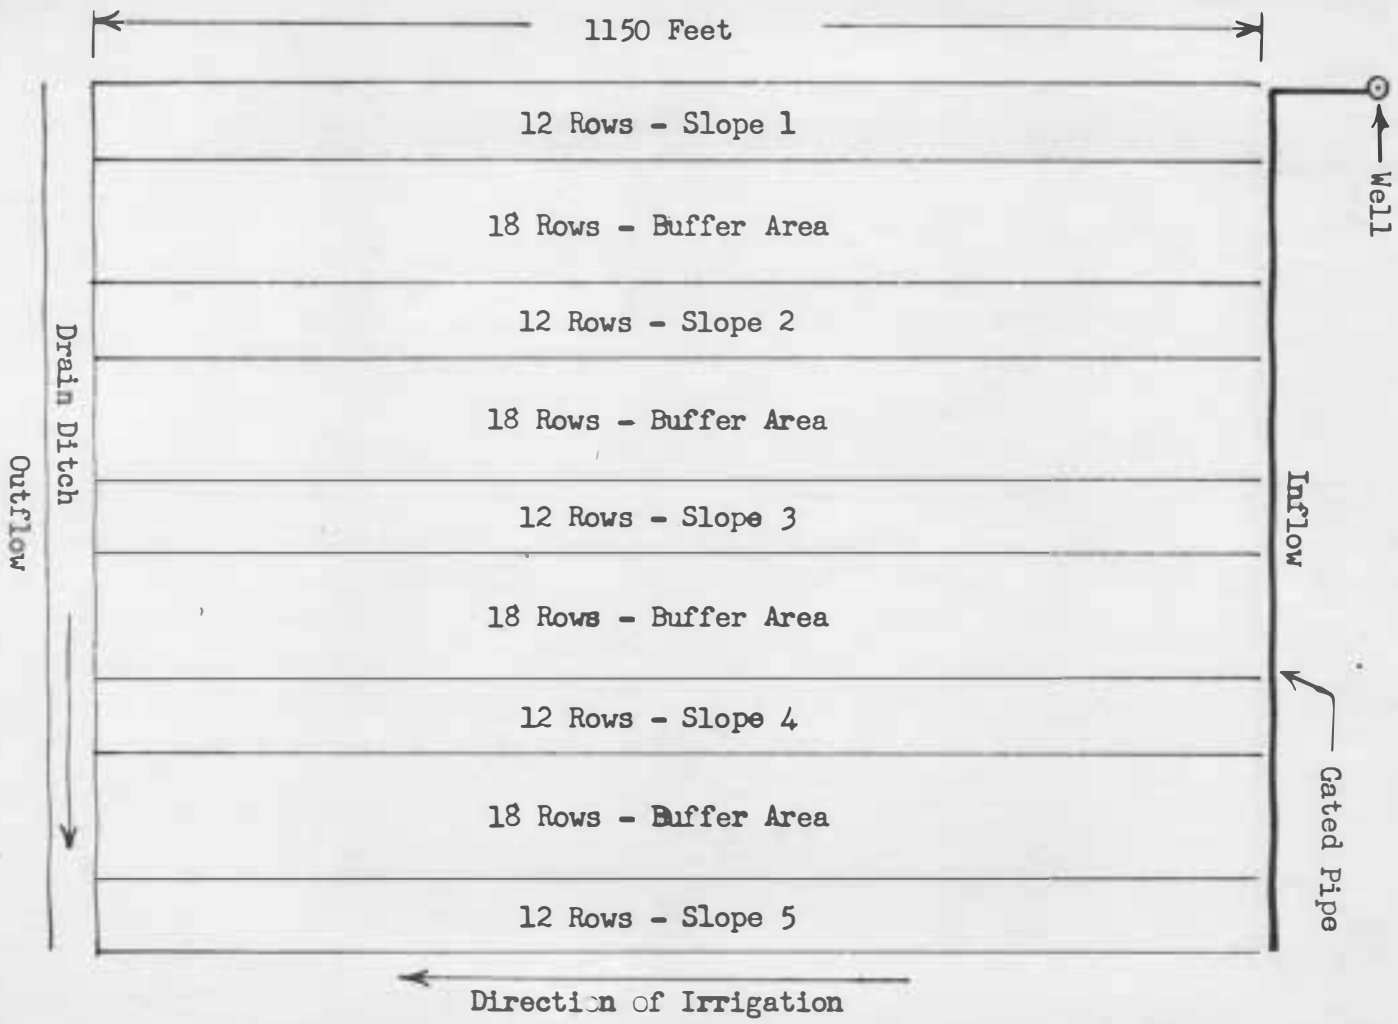 1150 Feet
12 Rows - Slope 1
18 Rows - Buffer Area
12 Rows - Slope 2
18 Rows - Buffer Area
12 Rows - Slope 3
18 Rows - Buffer Area
12 Rows - Slope 4
18 Rows - Buffer Area
12 Rows - Slope 5
Direction of Irrigation
Drain Ditch
Outflow
Well
Inflow
Gated Pipe